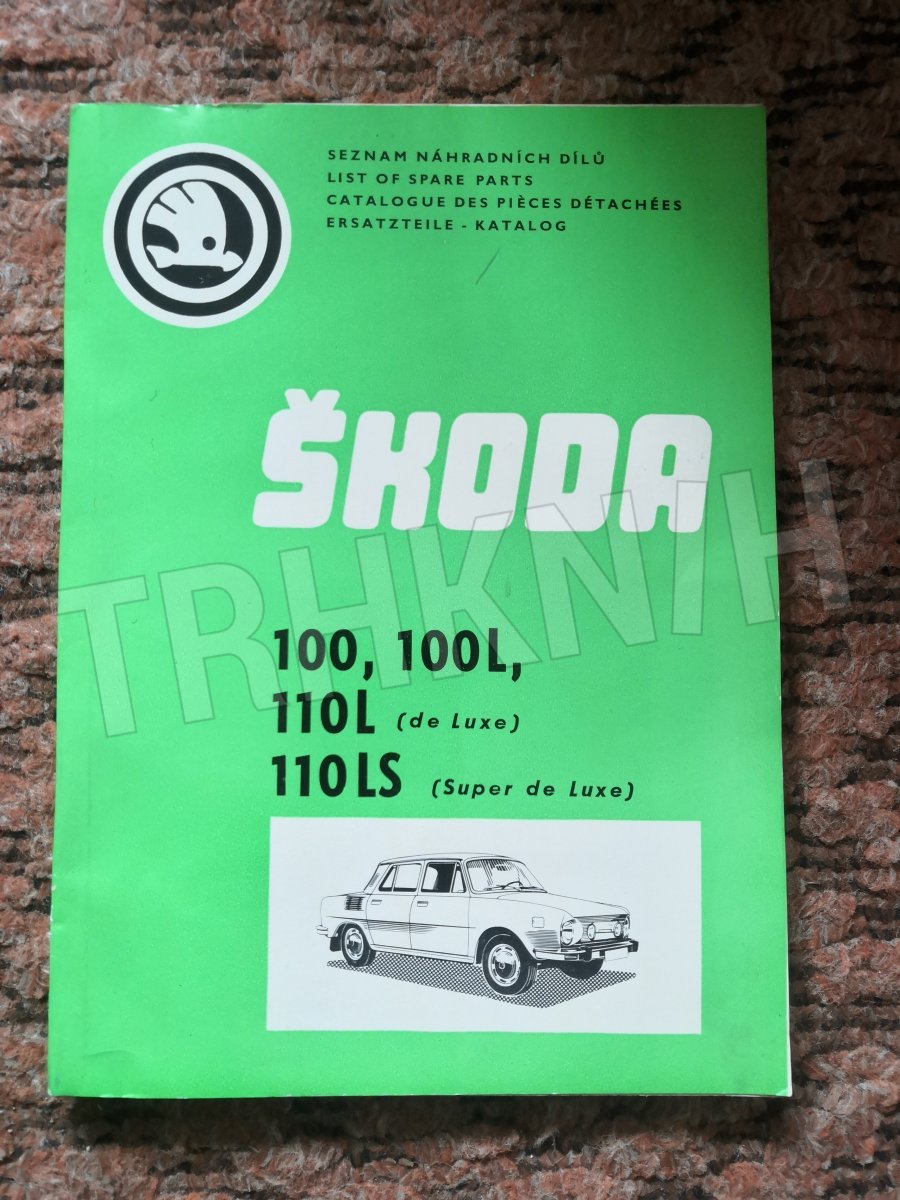 SEZNAM NÁHRADNÍCH DÍLŮ
LIST OF SPARE PARTS
CATALOGUE DES PIÈCES DÉTACHÉES
ERSATZTEILE - KATALOG
ŠKODA
TRHKNIH
100, 100L,
110L (de Luxe)
110LS (Super de Luxe)